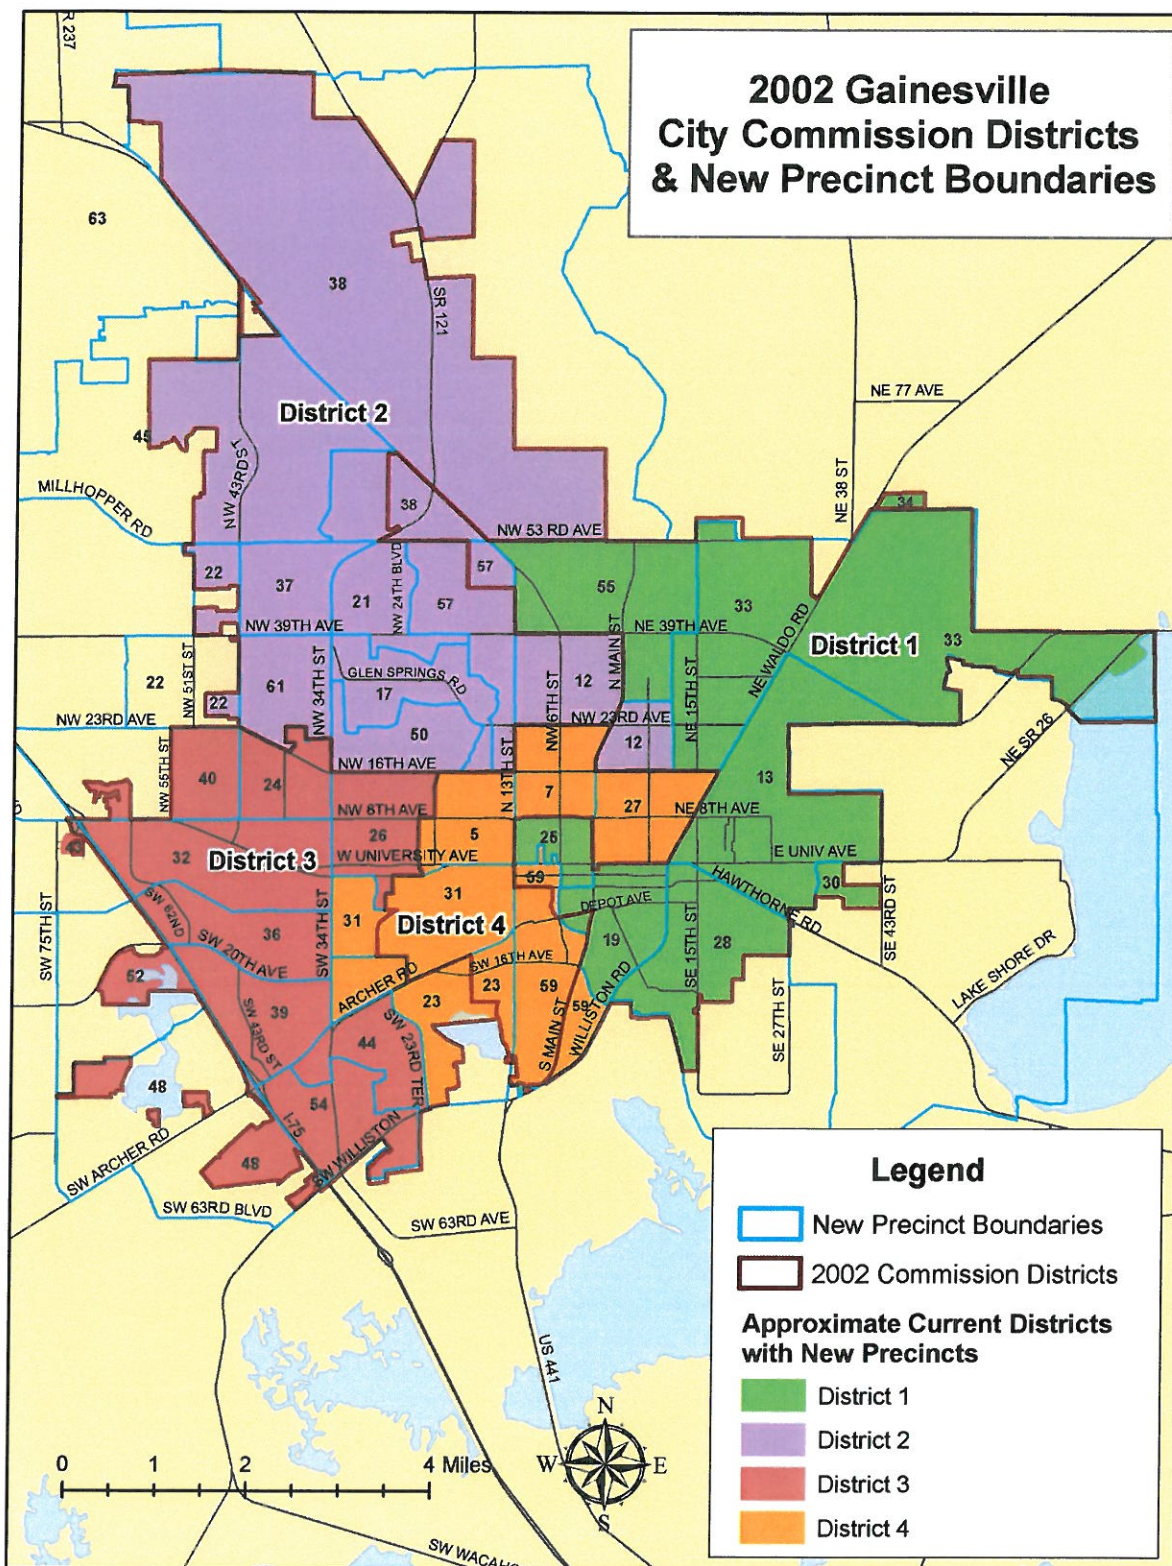 2002 Gainesville
City Commission Districts
& New Precinct Boundaries
R 237
63
38
SR 121
NE 77 AVE
District 2
45
NW 43RD ST
MILLHOPPER RD
38
NE 38 ST
34
NW 53 RD AVE
22
37
21
NW 24TH BLVD
57
57
55
33
NW 39TH AVE
NE 39TH AVE
NE WALDO RD
District 1
33
22
NW 51ST ST
22
61
NW 34TH ST
GLEN SPRINGS RD
17
12
N MAIN ST
NE 15TH ST
NW 23RD AVE
NW 6TH ST
NW 23RD AVE
NE SR 26
50
12
NW 55TH ST
40
24
NW 16TH AVE
N 13TH ST
7
13
27
NW 8TH AVE
NE 8TH AVE
26
5
25
32
District 3
W UNIVERSITY AVE
E UNIV AVE
59
HAWTHORNE RD
30
SW 75TH ST
SW 62ND
31
31
District 4
DEPOT AVE
SE 43RD ST
36
SW 34TH ST
19
SE 15TH ST
28
LAKE SHORE DR
SW 20TH AVE
52
ARCHER RD
SW 16TH AVE
WILLISTON RD
39
23
23
59
59
SW 43RD ST
44
SW 23RD TER
S MAIN ST
SE 27TH ST
48
54
I-75
SW WILLISTON
SW ARCHER RD
48
SW 63RD BLVD
SW 63RD AVE
US 441
Legend
New Precinct Boundaries
2002 Commission Districts
Approximate Current Districts
with New Precincts
District 1
District 2
District 3
District 4
N
W
E
S
0 1 2 4 Miles